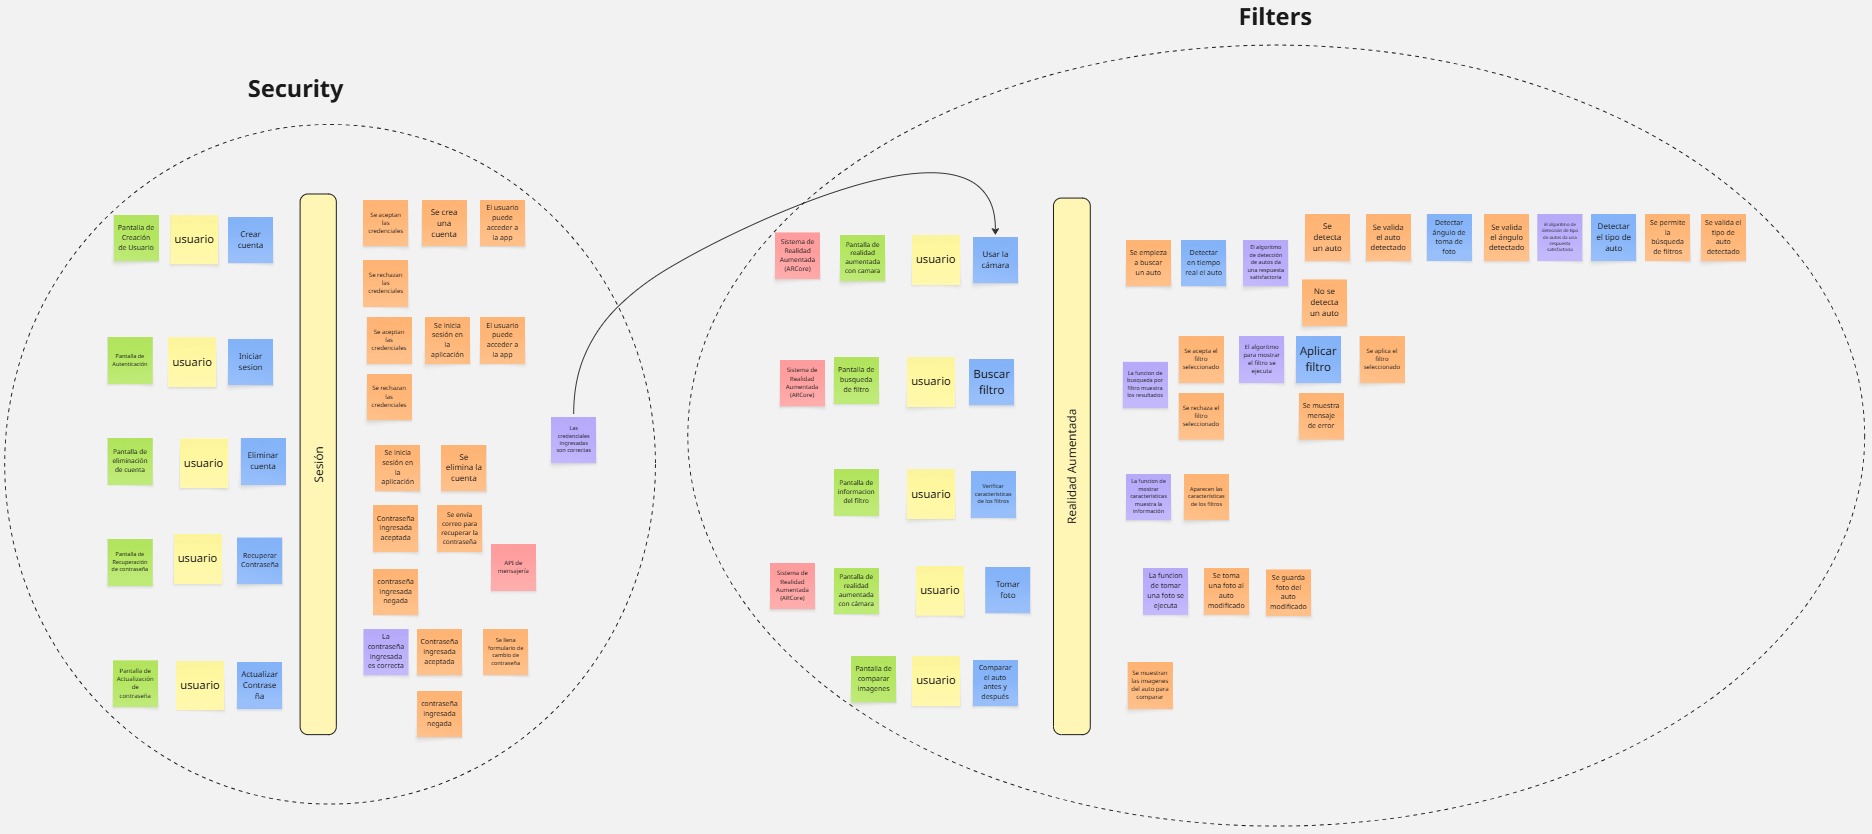 Filters
Security
Pantalla de
Creación
de Usuario
usuario
Crear
cuenta
Se aceptan
las
credenciales
Se crea
una
cuenta
El usuario
puede
acceder a
la app
Se rechazan
las
credenciales
Pantalla de
Autenticación
usuario
Iniciar
sesion
Se aceptan
las
credenciales
Se inicia
sesión en
la
aplicación
El usuario
puede
acceder a
la app
Se rechazan
las
credenciales
Las
credenciales
ingresadas
son correctas
Pantalla de
eliminación
de cuenta
usuario
Eliminar
cuenta
Sesión
Se inicia
sesión en
la
aplicación
Se
elimina la
cuenta
Pantalla de
Recuperación
de contraseña
usuario
Recuperar
Contraseña
Contraseña
ingresada
aceptada
Se envía
correo para
recuperar la
contraseña
API de
mensajería
contraseña
ingresada
negada
Pantalla de
Actualización
de
contraseña
usuario
Actualizar
Contrase
ña
La
contraseña
ingresada
es correcta
Contraseña
ingresada
aceptada
Se llena
formulario de
cambio de
contraseña
contraseña
ingresada
negada
Sistema de
Realidad
Aumentada
(ARCore)
Pantalla de
realidad
aumentada
con camara
usuario
Usar la
cámara
Se empieza
a buscar
un auto
Detectar
en tiempo
real el auto
El algoritmo
de detección
de autos da
una respuesta
satisfactoria
Se
detecta
un auto
Se valida
el auto
detectado
Detectar
ángulo de
toma de
foto
Se valida
el ángulo
detectado
El algoritmo de
detección de tipo
de autos da una
respuesta
satisfactoria
Detectar
el tipo de
auto
Se permite
la
búsqueda
de filtros
Se valida el
tipo de
auto
detectado
No se
detecta
un auto
Sistema de
Realidad
Aumentada
(ARCore)
Pantalla de
busqueda
de filtro
usuario
Buscar
filtro
La funcion de
busqueda por
filtro muestra
los resultados
Se acepta el
filtro
seleccionado
El algoritmo
para mostrar
el filtro se
ejecuta
Aplicar
filtro
Se aplica el
filtro
seleccionado
Se rechaza el
filtro
seleccionado
Se muestra
mensaje
de error
Realidad Aumentada
Pantalla de
informacion
del filtro
usuario
Verificar
características
de los filtros
La funcion de
mostrar
características
muestra la
información
Aparecen las
características
de los filtros
Sistema de
Realidad
Aumentada
(ARCore)
Pantalla de
realidad
aumentada
con cámara
usuario
Tomar
foto
La funcion
de tomar
una foto se
ejecuta
Se toma
una foto al
auto
modificado
Se guarda
foto del
auto
modificado
Pantalla de
comparar
imagenes
usuario
Comparar
el auto
antes y
después
Se muestran
las imagenes
del auto para
comparar